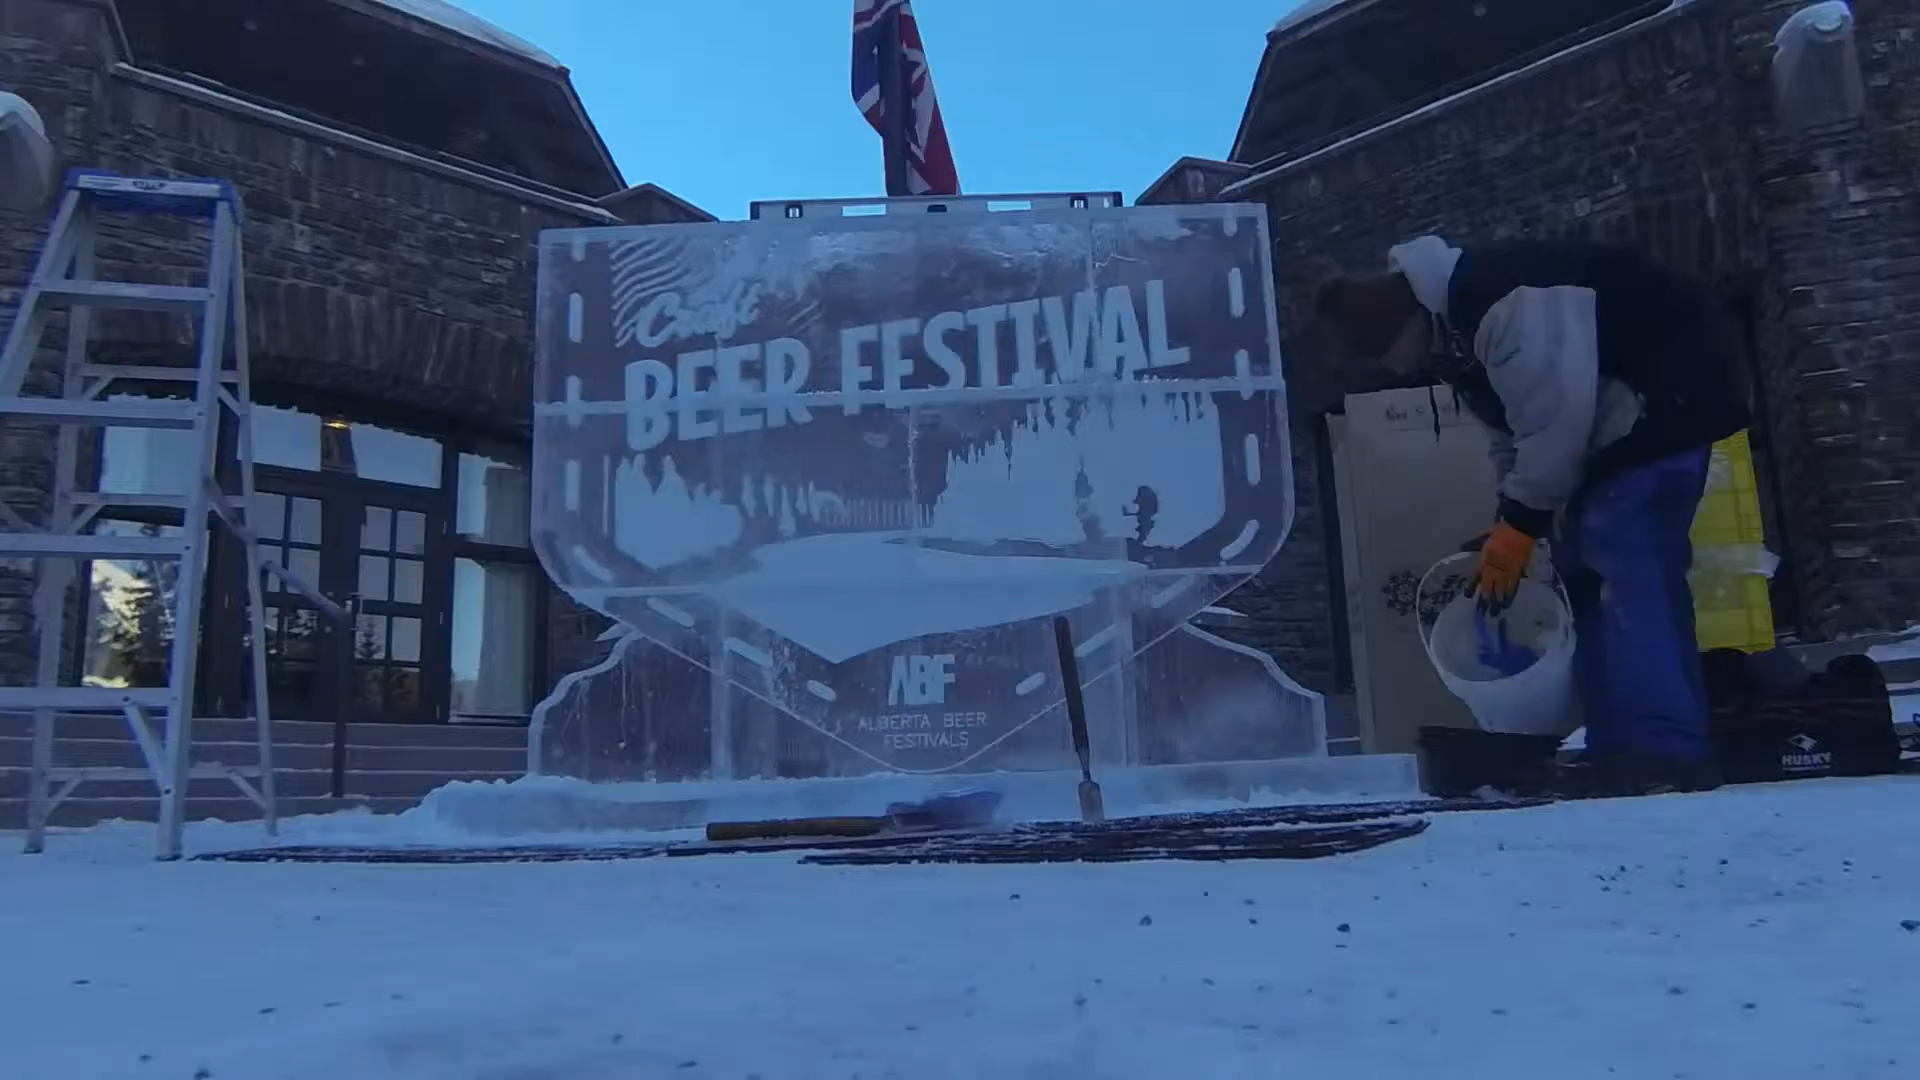 Craft
BEER FESTIVAL
ABF
ALBERTA BEER
FESTIVALS
HUSKY